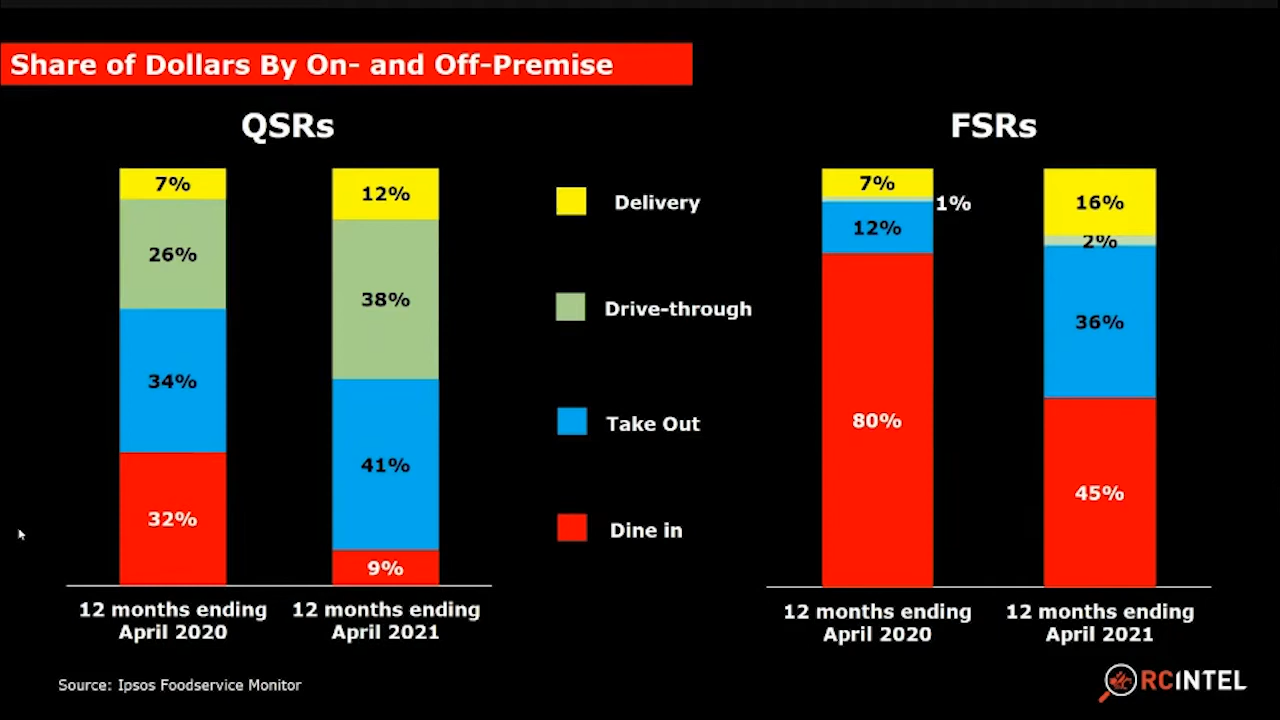 Share of Dollars By On- and Off-Premise
QSRs
7%
26%
34%
32%
12%
38%
41%
9%
12 months ending
April 2020
12 months ending
April 2021
Delivery
Drive-through
Take Out
Dine in
FSRs
7%
1%
12%
80%
16%
2%
36%
45%
12 months ending
April 2020
12 months ending
April 2021
Source: Ipsos Foodservice Monitor
RCINTEL